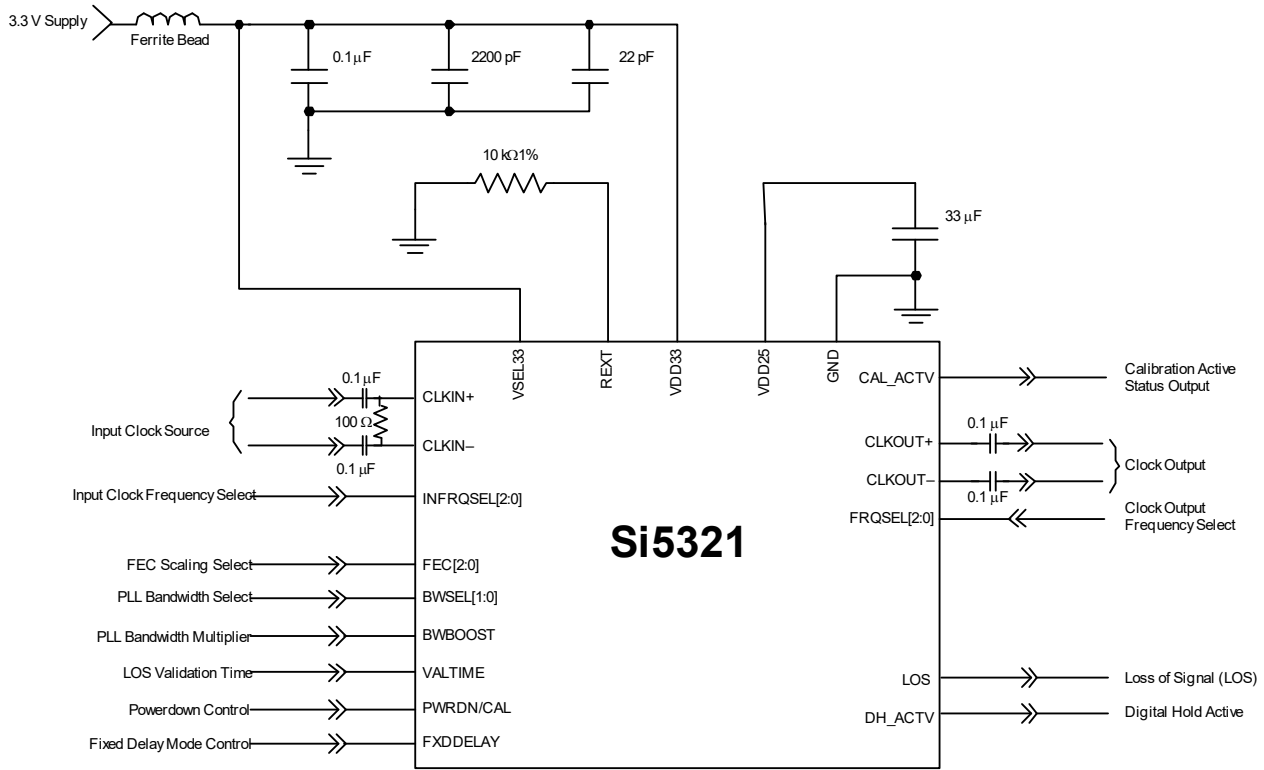 3.3 V Supply
Ferrite Bead
0.1 μF
2200 pF
22 pF
10 kΩ 1%
33 μF
VSEL33
REXT
VDD33
VDD25
GND
CAL_ACTV
Calibration Active
Status Output
0.1 μF
CLKIN+
100 Ω
Input Clock Source
CLKIN–
0.1 μF
0.1 μF
CLKOUT+
Clock Output
CLKOUT–
0.1 μF
Input Clock Frequency Select
INFRQSEL[2:0]
FRQSEL[2:0]
Clock Output
Frequency Select
Si5321
FEC Scaling Select
FEC[2:0]
PLL Bandwidth Select
BWSEL[1:0]
PLL Bandwidth Multiplier
BWBOOST
LOS Validation Time
VALTIME
LOS
Loss of Signal (LOS)
Powerdown Control
PWRDN/CAL
DH_ACTV
Digital Hold Active
Fixed Delay Mode Control
FXDDELAY